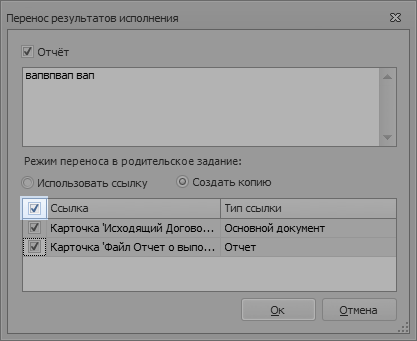 Перенос результатов исполнения
Отчёт
вапвпвап вап
Режим переноса в родительское задание:
Использовать ссылку Создать копию
Ссылка Тип ссылки
Карточка 'Исходящий Догово... Основной документ
Карточка 'Файл Отчет о выпо... Отчет
Ок Отмена